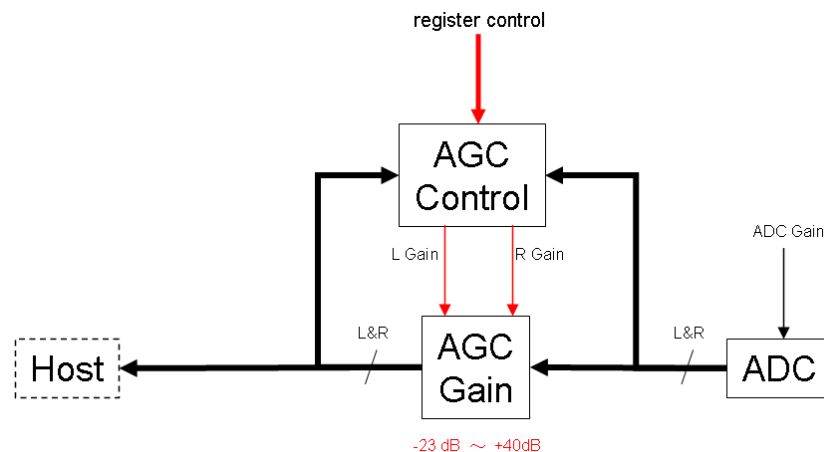 register control
AGC
Control
ADC Gain
L Gain
R Gain
L&R
L&R
Host
AGC
Gain
ADC
-23 dB ～ +40dB